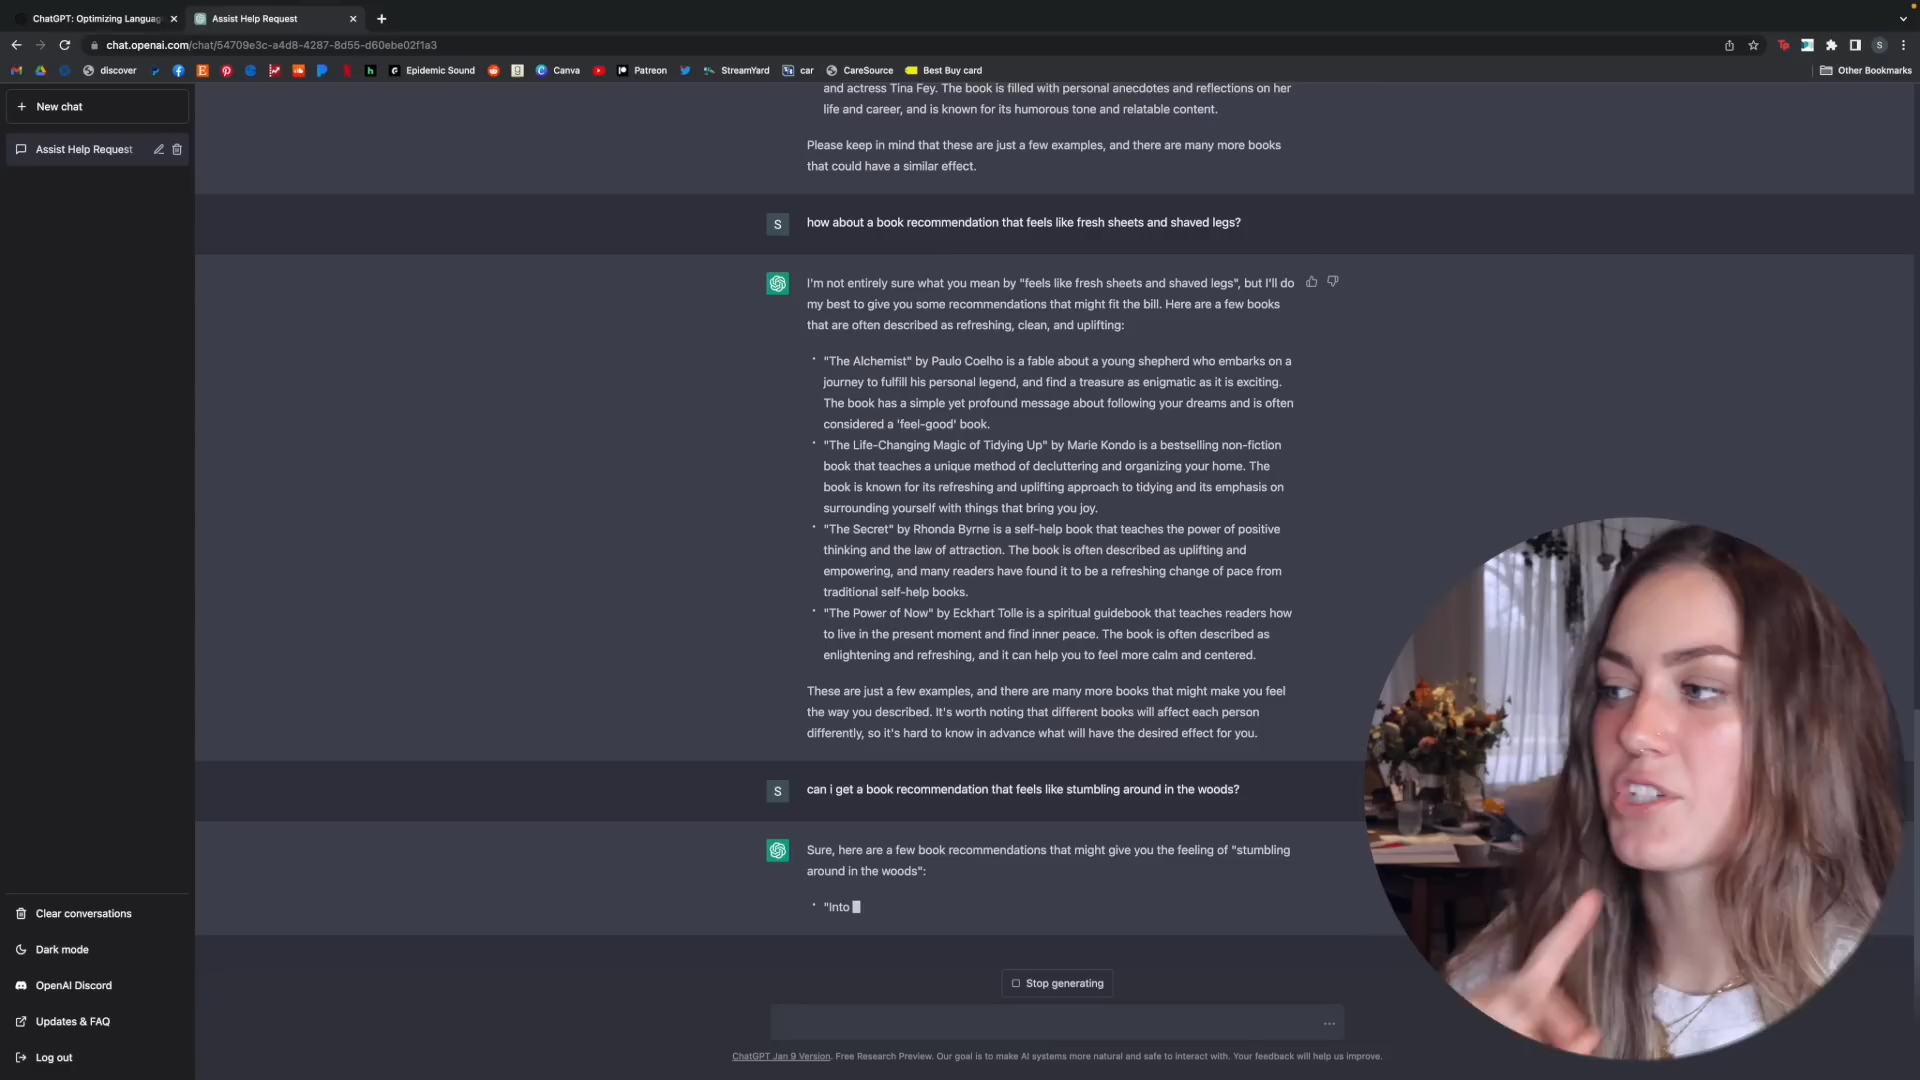 ChatGPT: Optimizing Languag
Assist Help Request
chat.openai.com/chat/54709e3c-a4d8-4287-8d55-d60ebe02f1a3
discover
Epidemic Sound
Canva
Patreon
StreamYard
car
CareSource
Best Buy card
Other Bookmarks
New chat
Assist Help Request
and actress Tina Fey. The book is filled with personal anecdotes and reflections on her
life and career, and is known for its humorous tone and relatable content.
Please keep in mind that these are just a few examples, and there are many more books
that could have a similar effect.
S
how about a book recommendation that feels like fresh sheets and shaved legs?
I'm not entirely sure what you mean by "feels like fresh sheets and shaved legs", but I'll do
my best to give you some recommendations that might fit the bill. Here are a few books
that are often described as refreshing, clean, and uplifting:
• "The Alchemist" by Paulo Coelho is a fable about a young shepherd who embarks on a
journey to fulfill his personal legend, and find a treasure as enigmatic as it is exciting.
The book has a simple yet profound message about following your dreams and is often
considered a 'feel-good' book.
• "The Life-Changing Magic of Tidying Up" by Marie Kondo is a bestselling non-fiction
book that teaches a unique method of decluttering and organizing your home. The
book is known for its refreshing and uplifting approach to tidying and its emphasis on
surrounding yourself with things that bring you joy.
• "The Secret" by Rhonda Byrne is a self-help book that teaches the power of positive
thinking and the law of attraction. The book is often described as uplifting and
empowering, and many readers have found it to be a refreshing change of pace from
traditional self-help books.
• "The Power of Now" by Eckhart Tolle is a spiritual guidebook that teaches readers how
to live in the present moment and find inner peace. The book is often described as
enlightening and refreshing, and it can help you to feel more calm and centered.
These are just a few examples, and there are many more books that might make you feel
the way you described. It's worth noting that different books will affect each person
differently, so it's hard to know in advance what will have the desired effect for you.
S
can i get a book recommendation that feels like stumbling around in the woods?
Sure, here are a few book recommendations that might give you the feeling of "stumbling
around in the woods":
• "Into
Clear conversations
Dark mode
OpenAI Discord
Updates & FAQ
Log out
Stop generating
ChatGPT Jan 9 Version. Free Research Preview. Our goal is to make AI systems more natural and safe to interact with. Your feedback will help us improve.